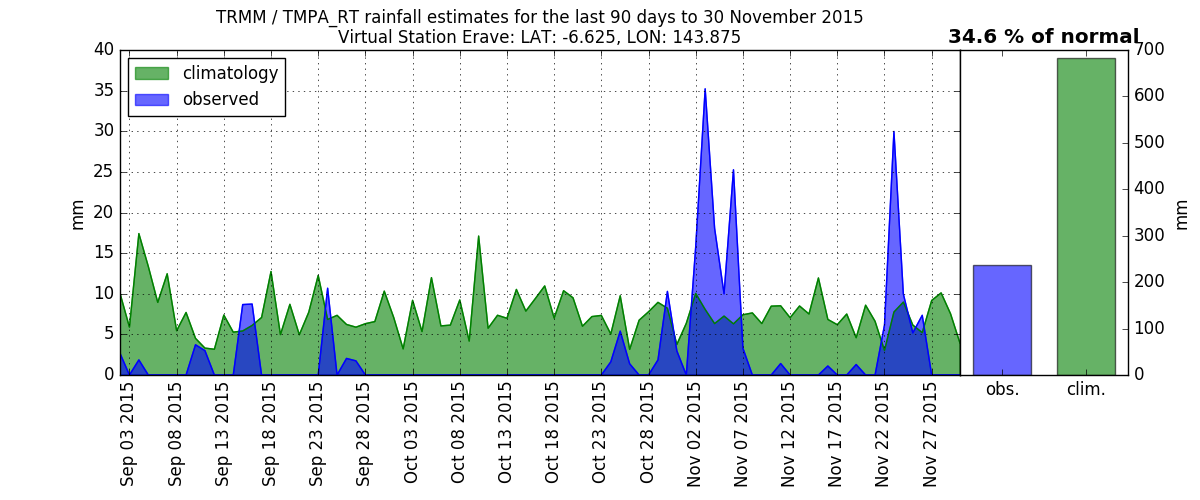 TRMM / TMPA_RT rainfall estimates for the last 90 days to 30 November 2015
Virtual Station Erave: LAT: -6.625, LON: 143.875
34.6 % of normal
climatology
observed
mm
40
35
30
25
20
15
10
5
0
Sep 03 2015
Sep 08 2015
Sep 13 2015
Sep 18 2015
Sep 23 2015
Sep 28 2015
Oct 03 2015
Oct 08 2015
Oct 13 2015
Oct 18 2015
Oct 23 2015
Oct 28 2015
Nov 02 2015
Nov 07 2015
Nov 12 2015
Nov 17 2015
Nov 22 2015
Nov 27 2015
obs.
clim.
700
600
500
400
300
200
100
0
mm